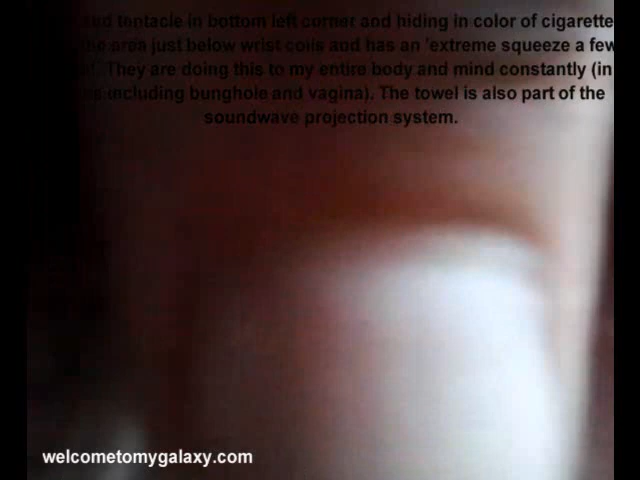 and tentacle in bottom left corner and hiding in color of cigarette
the area just below wrist coils and has an 'extreme squeeze a few
They are doing this to my entire body and mind constantly (in
including bunghole and vagina). The towel is also part of the
soundwave projection system.
welcometomygalaxy.com